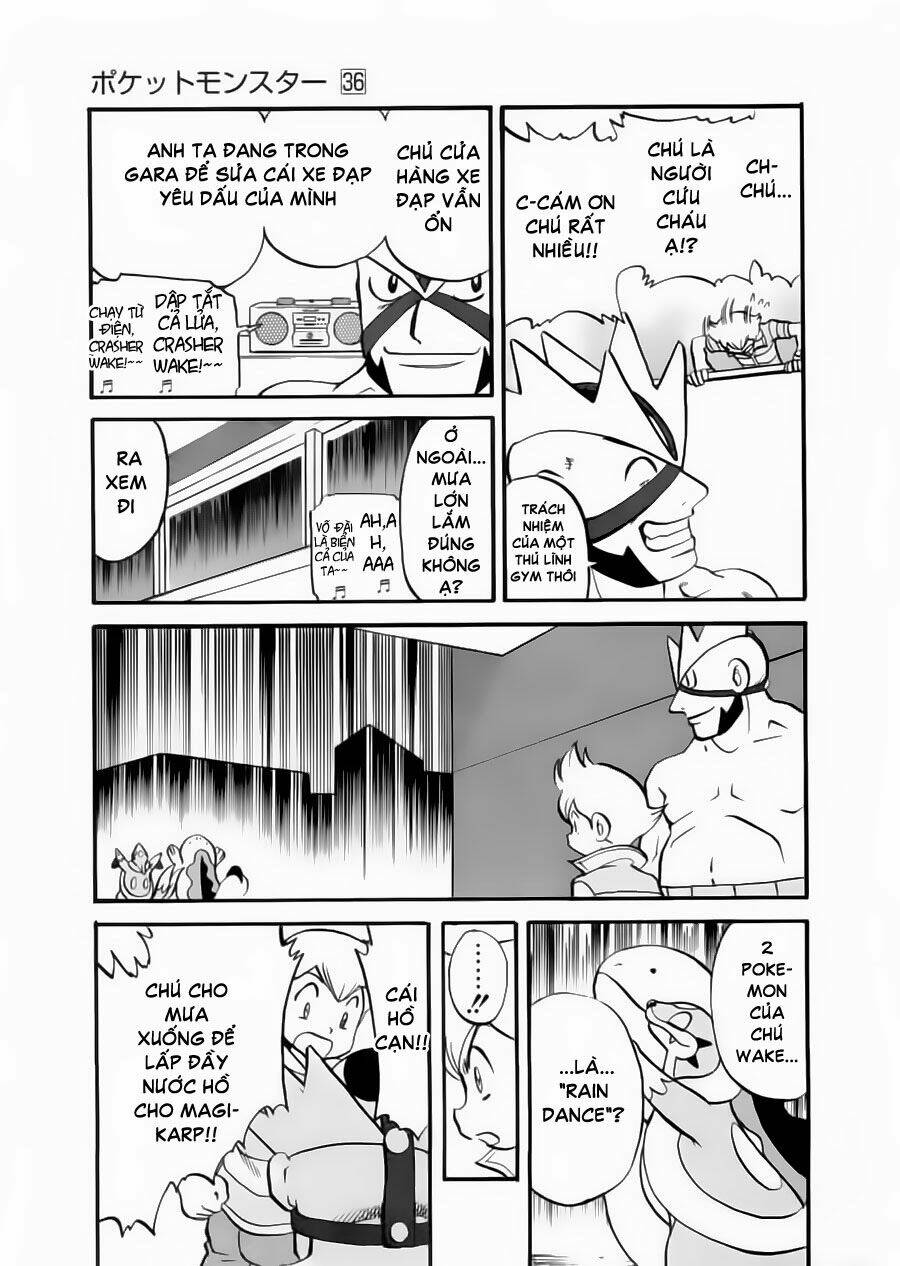 ポケットモンスター 36
CH-
CHÚ...
CHÚ LÀ
NGƯỜI
CỨU
CHÁU
Ạ!?
C-CÁM ƠN
CHÚ RẤT
NHIỀU!!
TRÁCH
NHIỆM
CỦA MỘT
THỦ LĨNH
GYM THÔI
CHỦ CỬA
HÀNG XE
ĐẠP VẪN
ỔN
ANH TA ĐANG TRONG
GARA ĐỂ SỬA CÁI XE ĐẠP
YÊU DẤU CỦA MÌNH
DẬP TẮT
CẢ LỬA,
CRASHER
WAKE!~~
CHẠY TỪ
ĐIỆN,
CRASHER
WAKE!~~
Ở
NGOÀI...
MƯA
LỚN
LẮM
ĐÚNG
KHÔNG
Ạ?
AH,A
H,
AAA
VÕ ĐÀI
LÀ BIỂN
CẢ CỦA
TA~~
RA
XEM
ĐI
2
POKE-
MON
CỦA
CHÚ
WAKE...
...LÀ...
"RAIN
DANCE"?
......!!
CÁI
HỒ
CẠN!!
CHÚ CHO
MƯA
XUỐNG ĐỂ
LẤP ĐẦY
NƯỚC HỒ
CHO MAGI-
KARP!!